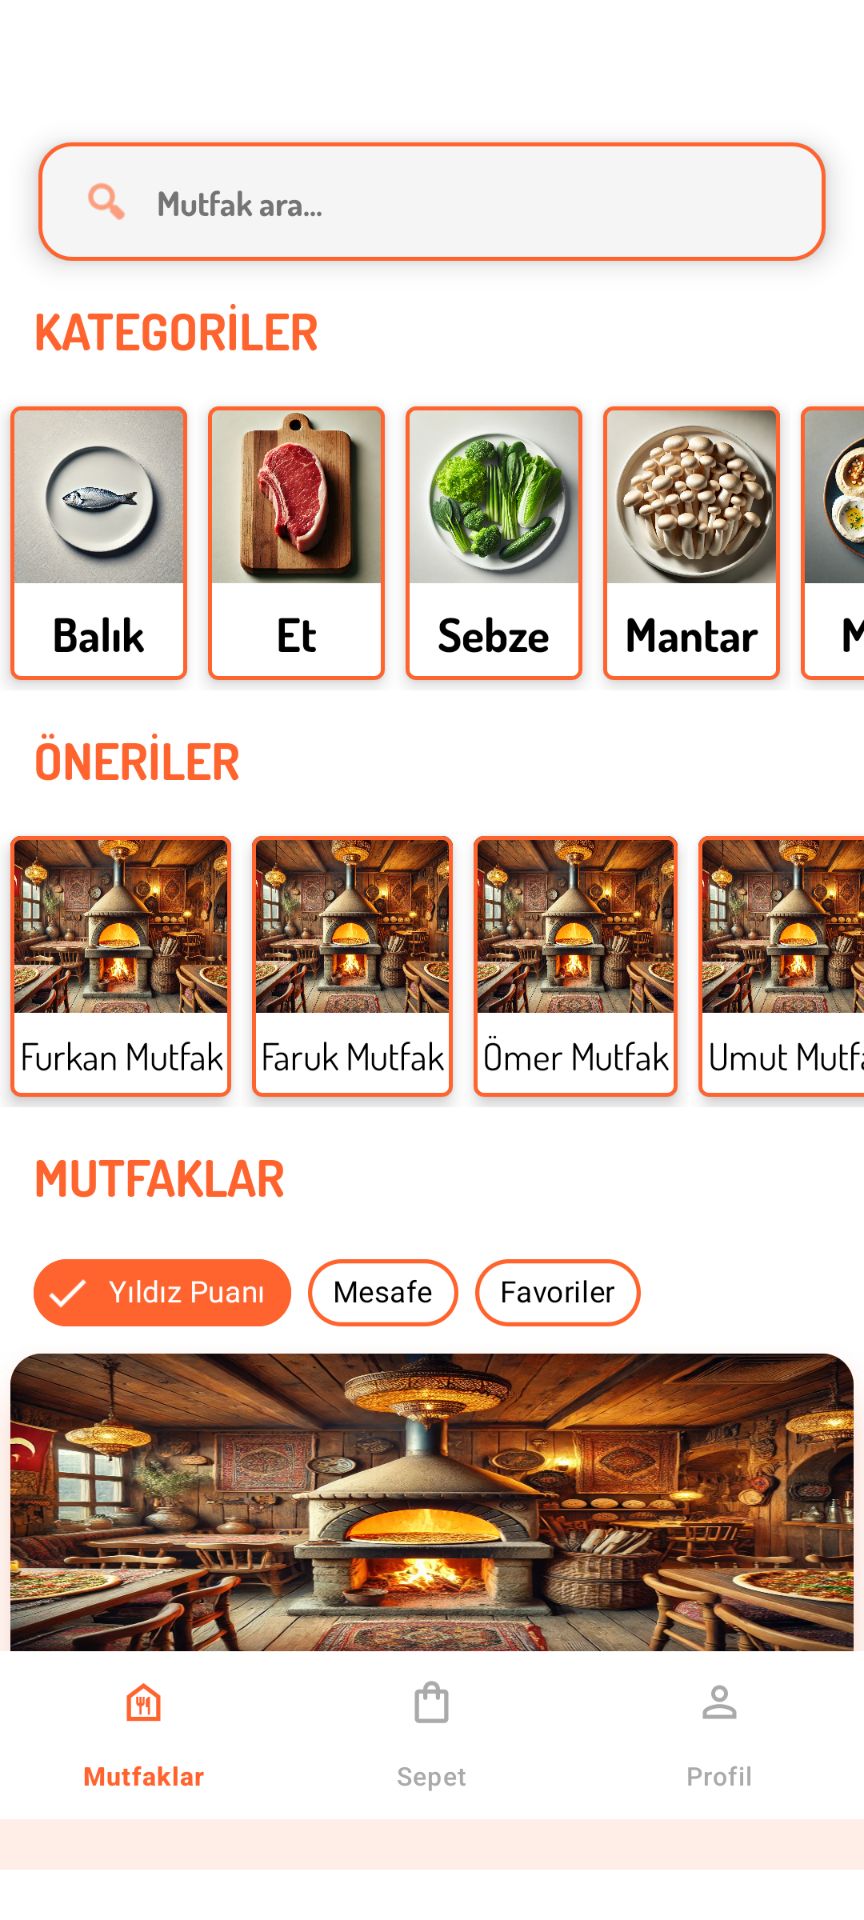 Mutfak ara...
KATEGORİLER
Balık
Et
Sebze
Mantar
ÖNERİLER
Furkan Mutfak
Faruk Mutfak
Ömer Mutfak
Umut
MUTFAKLAR
Yıldız Puanı
Mesafe
Favoriler
Mutfaklar
Sepet
Profil